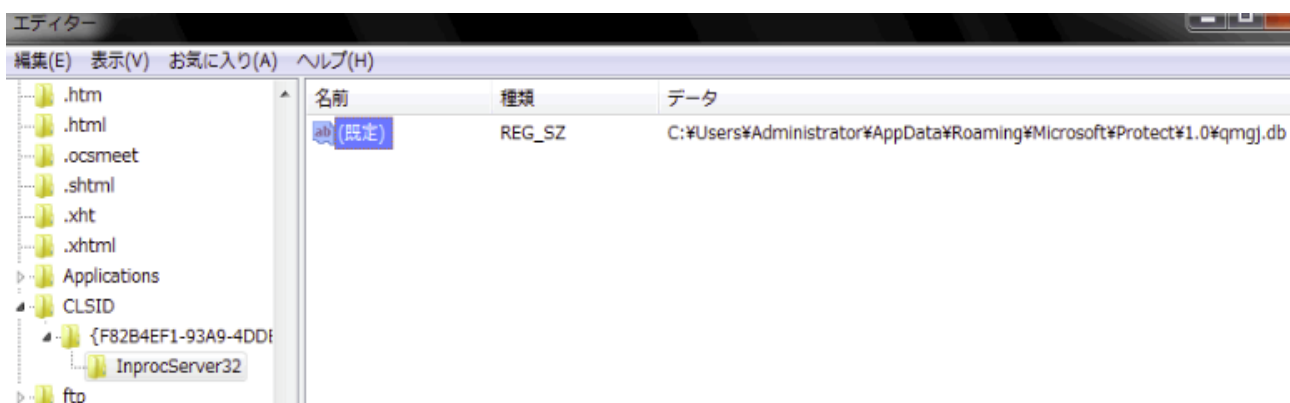 エディター
編集(E) 表示(V) お気に入り(A) ヘルプ(H)
.htm
.html
.ocsmeet
.shtml
.xht
.xhtml
Applications
CLSID
{F82B4EF1-93A9-4DDE
InprocServer32
ftp
名前 種類 データ
ab (既定) REG_SZ C:¥Users¥Administrator¥AppData¥Roaming¥Microsoft¥Protect¥1.0¥qmgj.db